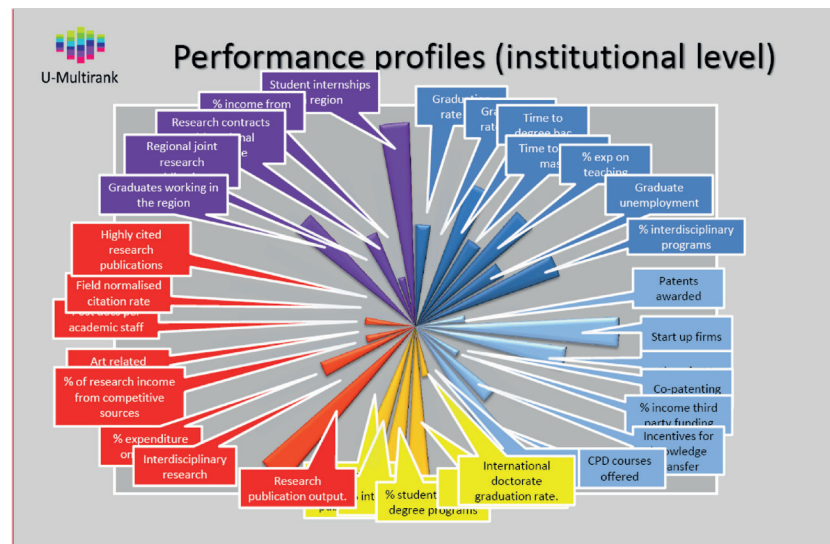 U-Multirank
Performance profiles (institutional level)
Student internships
region
% income from
Research contracts
Regional joint
research
Graduates working in
the region
Highly cited
research
publications
Field normalised
citation rate
academic staff
Art related
% of research income
from competitive
sources
% expenditure
on
Interdisciplinary
research
Research
publication output.
% student
degree programs
International
doctorate
graduation rate.
CPD courses
offered
Incentives for
knowledge
transfer
% income third
party funding
Co-patenting
Start up firms
Patents
awarded
% interdisciplinary
programs
Graduate
unemployment
% exp on
teaching
Time to
mas
Time to
degree bac
rate
Graduation
rate